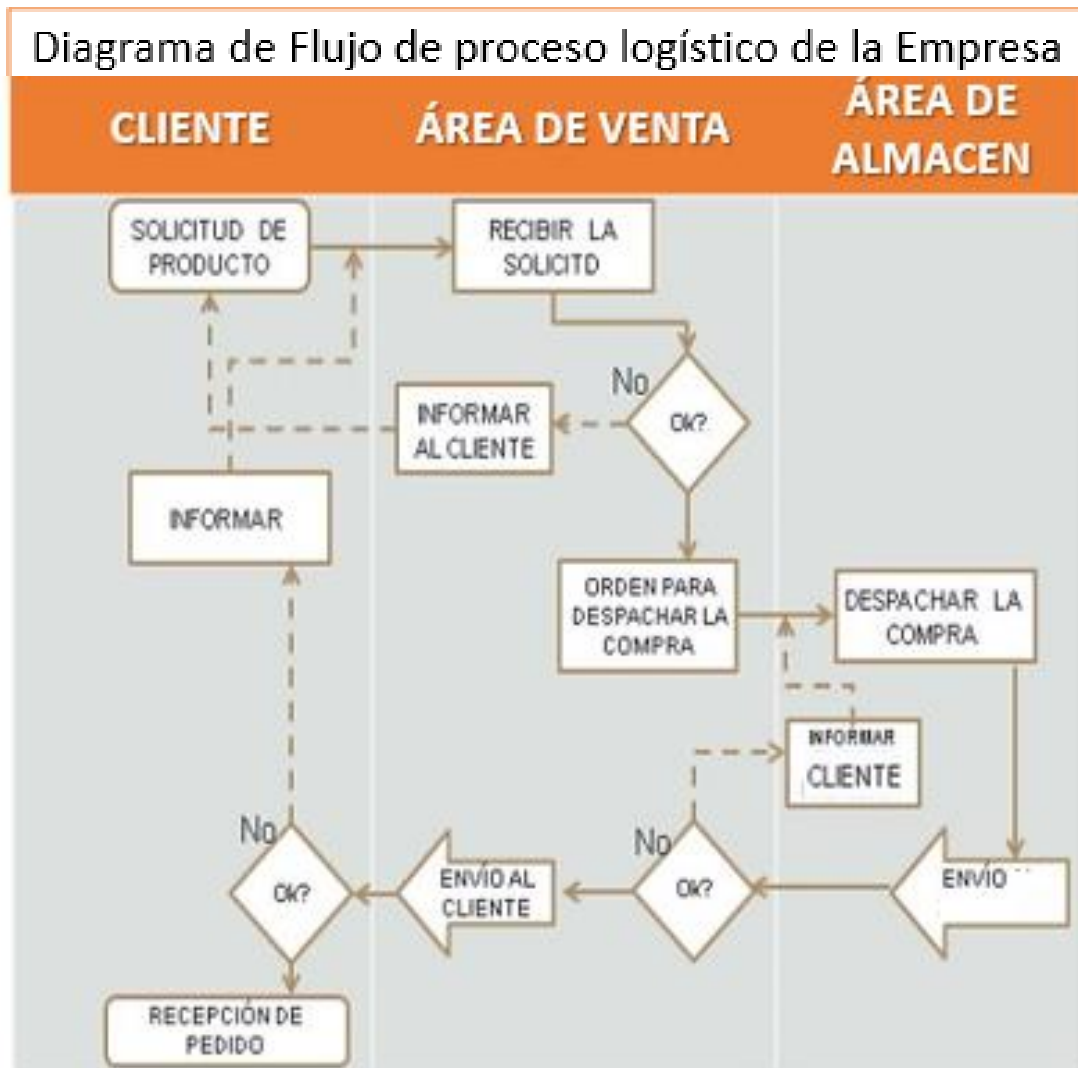 Diagrama de Flujo de proceso logístico de la Empresa
CLIENTE
ÁREA DE VENTA
ÁREA DE
ALMACEN
SOLICITUD DE
PRODUCTO
RECIBIR LA
SOLICITD
No
Ok?
INFORMAR
AL CLIENTE
INFORMAR
ORDEN PARA
DESPACHAR LA
COMPRA
DESPACHAR LA
COMPRA
INFORMAR
CLIENTE
No
Ok?
ENVÍO AL
CLIENTE
No
Ok?
ENVÍO
RECEPCIÓN DE
PEDIDO